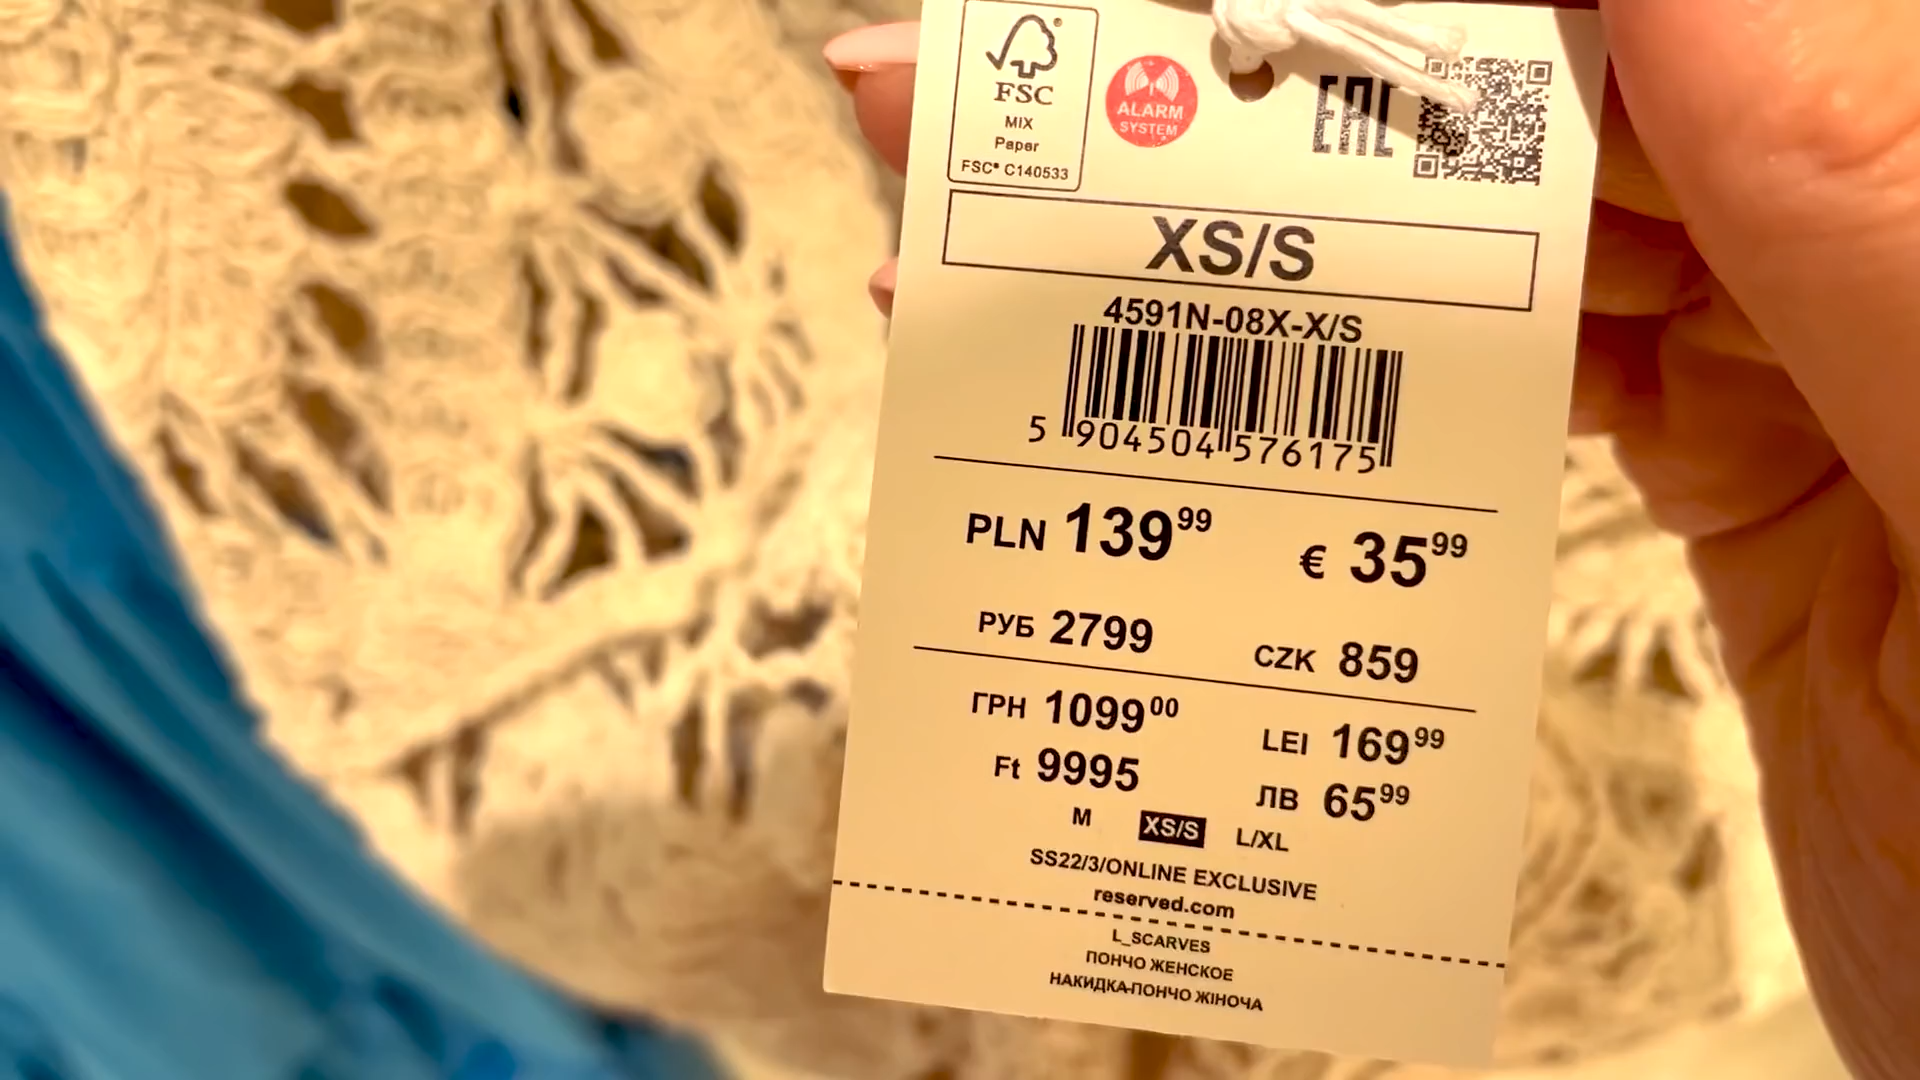 FSC
MIX
Paper
FSC® C140533
ALARM
SYSTEM
EAC
XS/S
4591N-08X-X/S
5 904504 576175
PLN 139 99
€ 35 99
РУБ 2799
CZK 859
ГРН 1099 00
LEI 169 99
Ft 9995
ЛВ 65 99
M XS/S L/XL
SS22/3/ONLINE EXCLUSIVE
reserved.com
L_SCARVES
ПОНЧО ЖЕНСКОЕ
НАКИДКА-ПОНЧО ЖІНОЧА